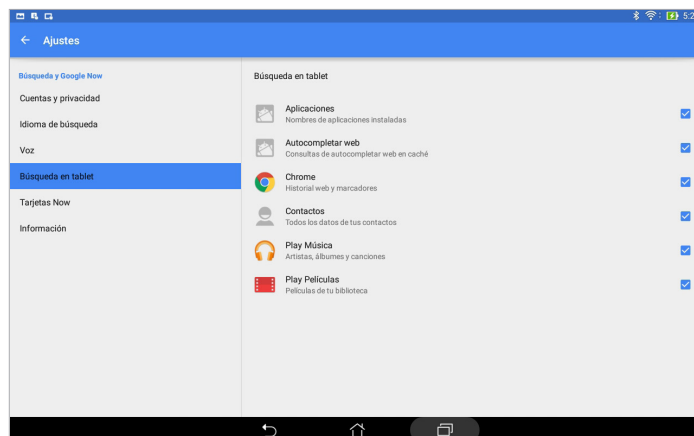 5:2
Ajustes
Búsqueda y Google Now
Cuentas y privacidad
Idioma de búsqueda
Voz
Búsqueda en tablet
Tarjetas Now
Información
Búsqueda en tablet
Aplicaciones
Nombres de aplicaciones instaladas
Autocompletar web
Consultas de autocompletar web en caché
Chrome
Historial web y marcadores
Contactos
Todos los datos de tus contactos
Play Música
Artistas, álbumes y canciones
Play Películas
Películas de tu biblioteca